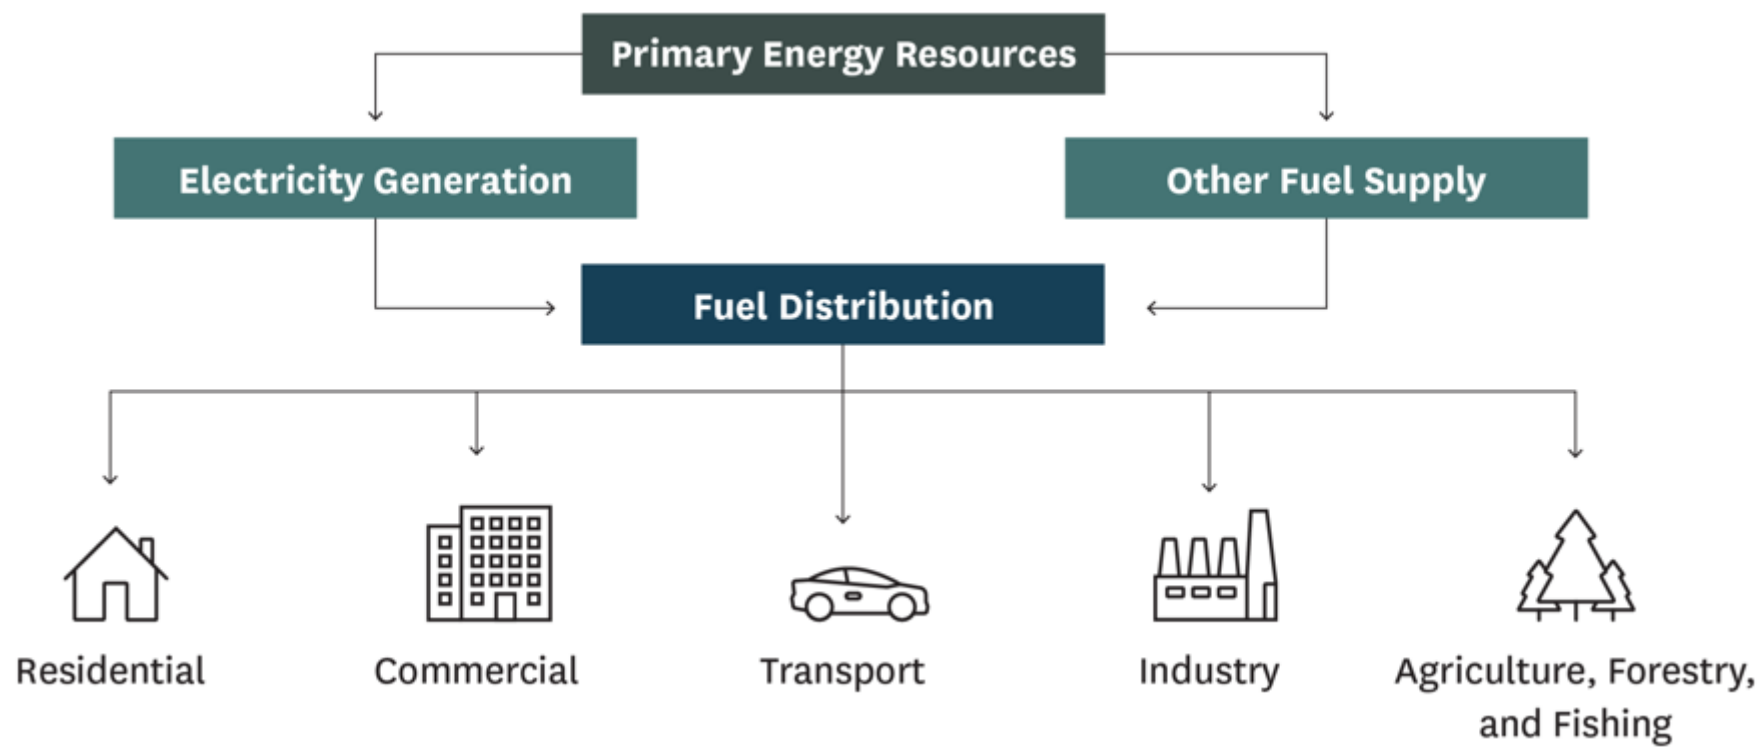 Primary Energy Resources
Electricity Generation
Other Fuel Supply
Fuel Distribution
Residential
Commercial
Transport
Industry
Agriculture, Forestry,
and Fishing